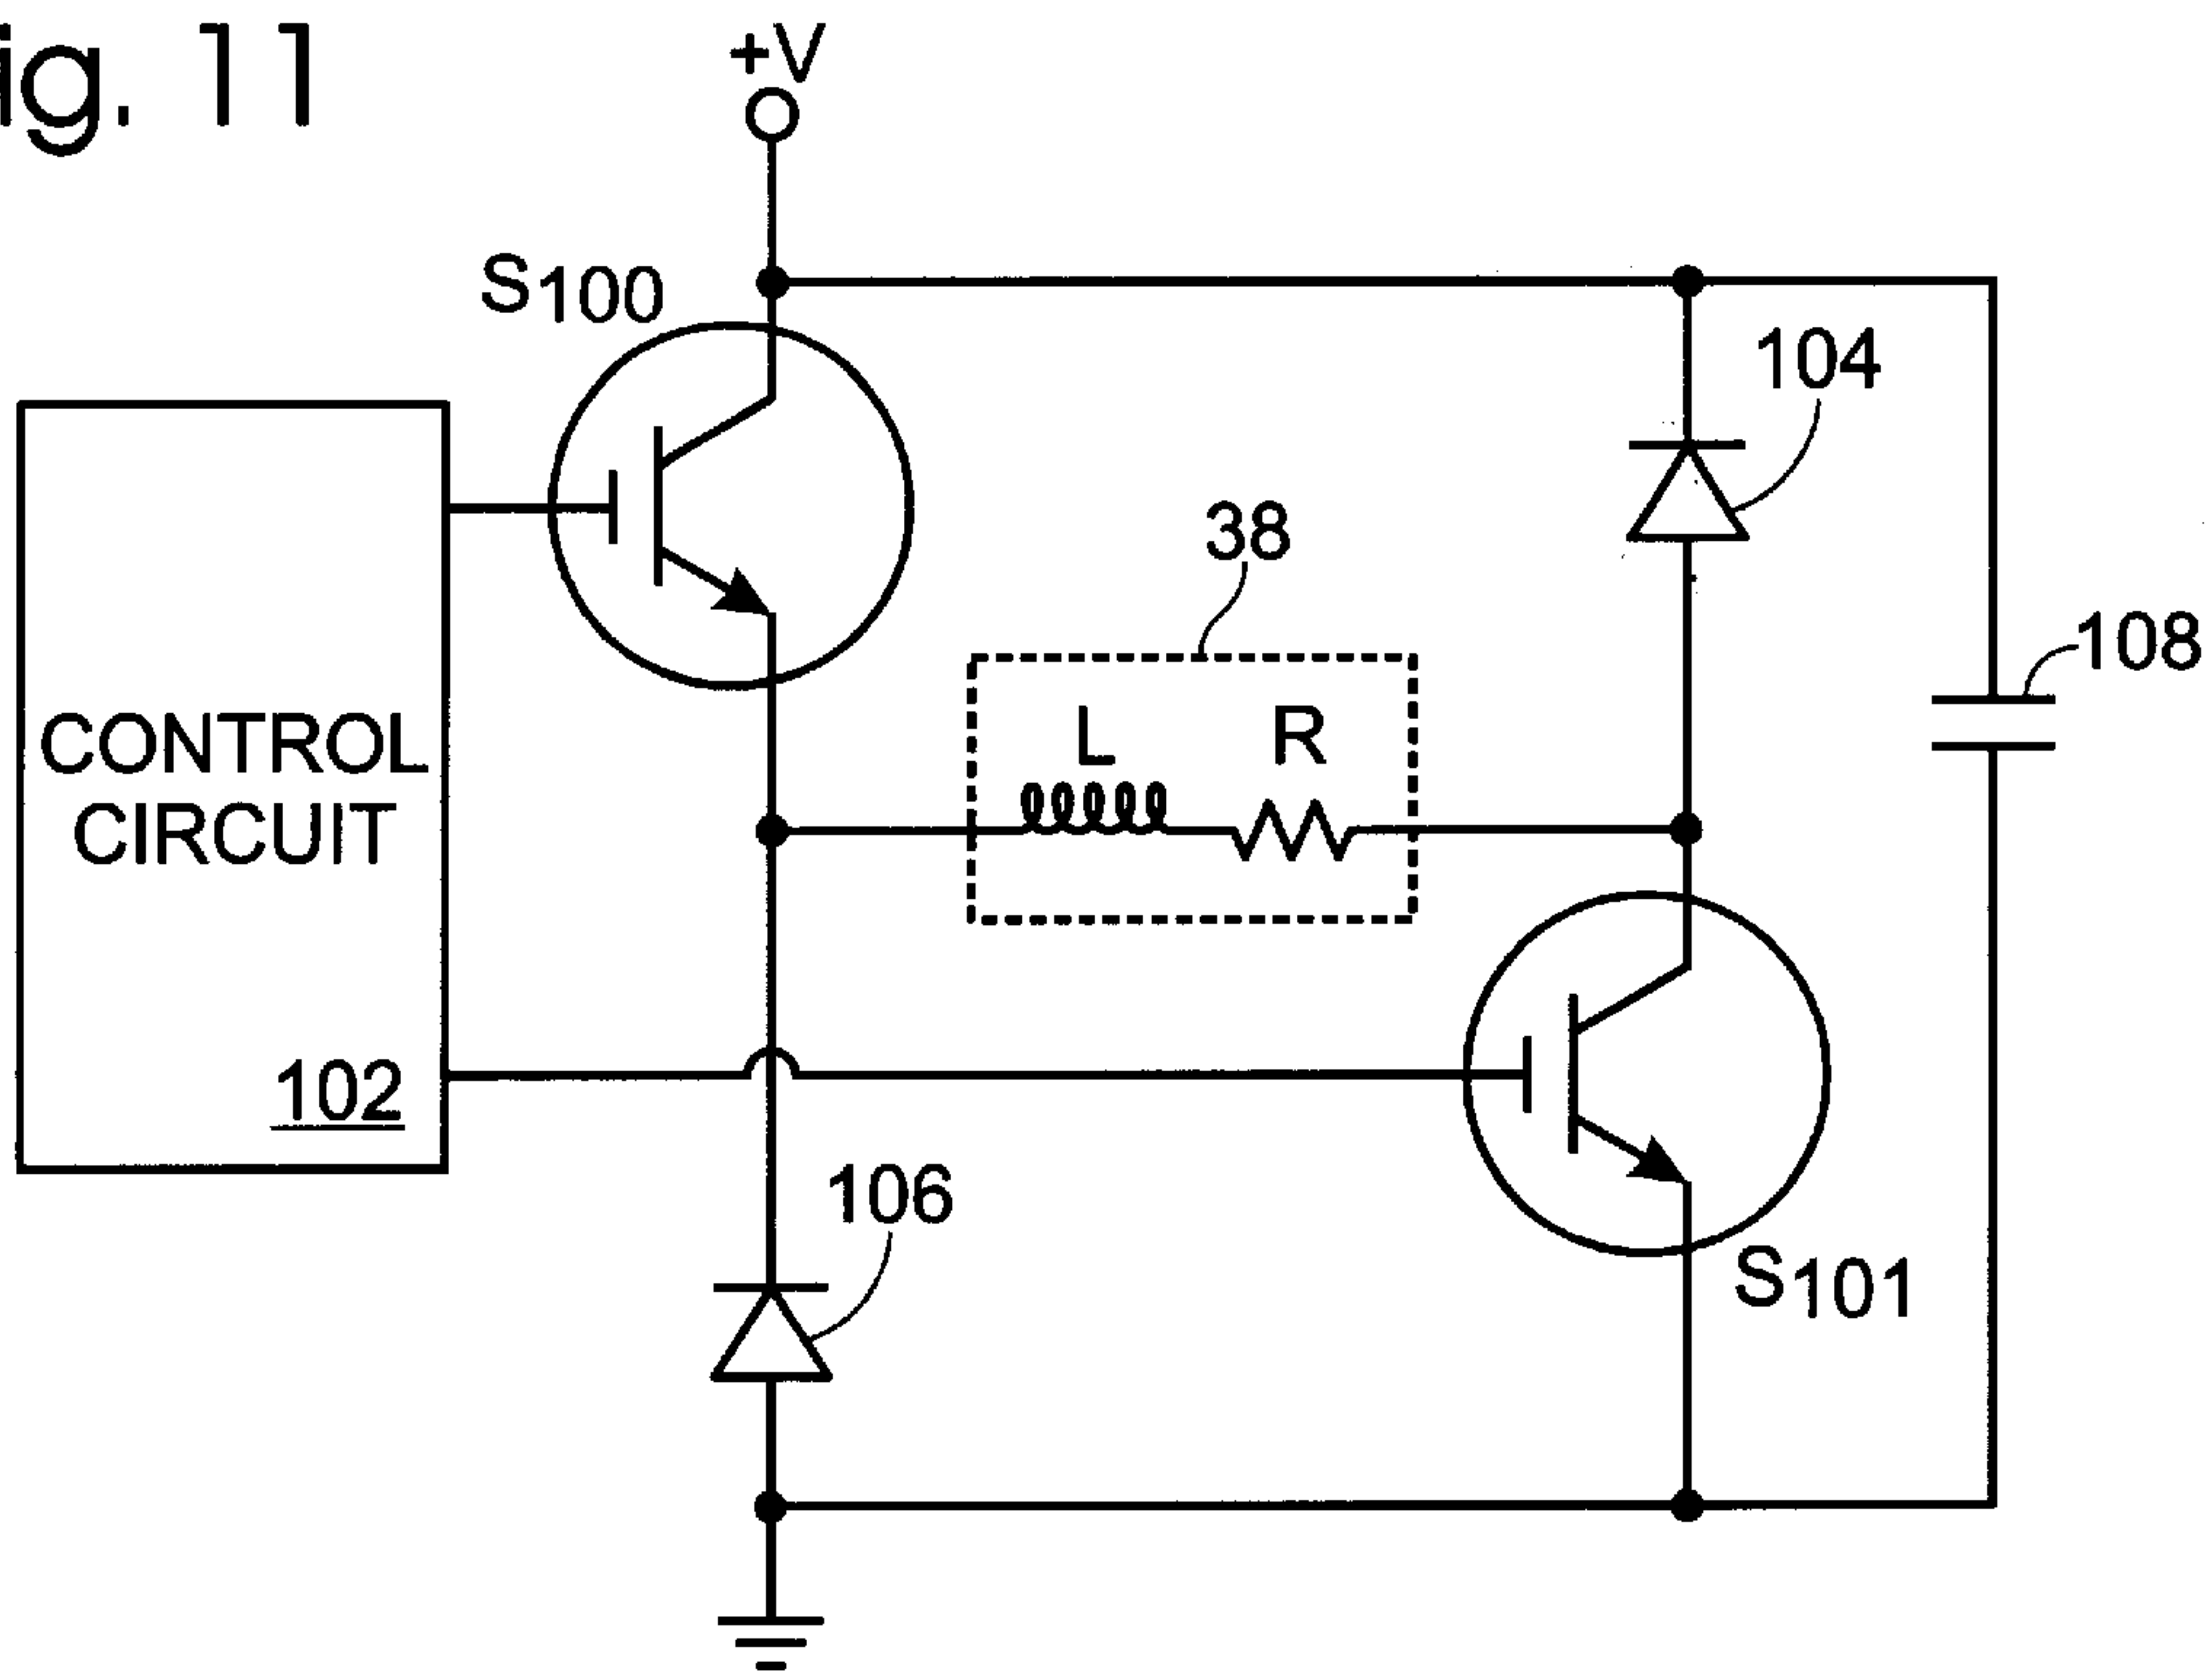 ig. 11
+V
S100
104
38
108
L R
CONTROL
CIRCUIT
102
106
S101